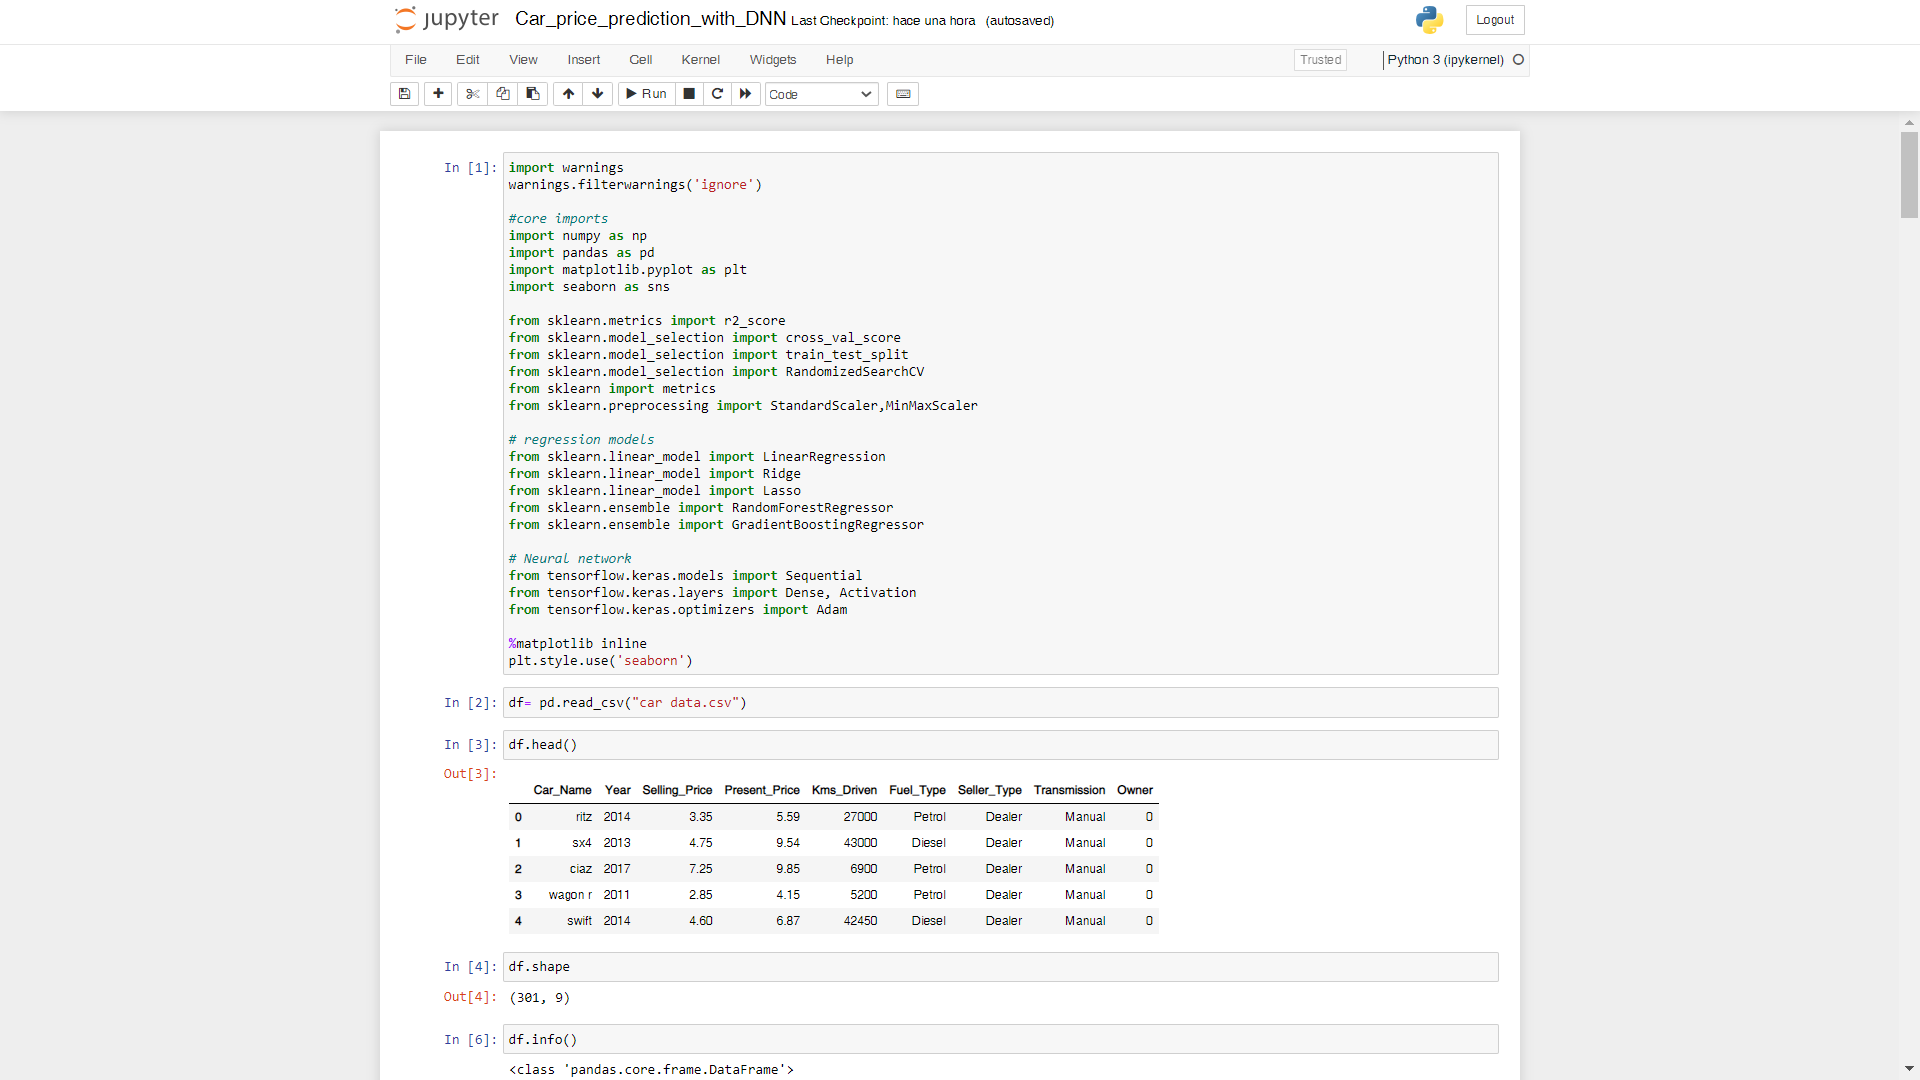 jupyter Car_price_prediction_with_DNN Last Checkpoint: hace una hora (autosaved) Logout
File Edit View Insert Cell Kernel Widgets Help Trusted Python 3 (ipykernel)
Run Code
In [1]: import warnings
warnings.filterwarnings('ignore')
#core imports
import numpy as np
import pandas as pd
import matplotlib.pyplot as plt
import seaborn as sns
from sklearn.metrics import r2_score
from sklearn.model_selection import cross_val_score
from sklearn.model_selection import train_test_split
from sklearn.model_selection import RandomizedSearchCV
from sklearn import metrics
from sklearn.preprocessing import StandardScaler,MinMaxScaler
# regression models
from sklearn.linear_model import LinearRegression
from sklearn.linear_model import Ridge
from sklearn.linear_model import Lasso
from sklearn.ensemble import RandomForestRegressor
from sklearn.ensemble import GradientBoostingRegressor
# Neural network
from tensorflow.keras.models import Sequential
from tensorflow.keras.layers import Dense, Activation
from tensorflow.keras.optimizers import Adam
%matplotlib inline
plt.style.use('seaborn')
In [2]: df= pd.read_csv("car data.csv")
In [3]: df.head()
Out[3]:
Car_Name Year Selling_Price Present_Price Kms_Driven Fuel_Type Seller_Type Transmission Owner
0 ritz 2014 3.35 5.59 27000 Petrol Dealer Manual 0
1 sx4 2013 4.75 9.54 43000 Diesel Dealer Manual 0
2 ciaz 2017 7.25 9.85 6900 Petrol Dealer Manual 0
3 wagon r 2011 2.85 4.15 5200 Petrol Dealer Manual 0
4 swift 2014 4.60 6.87 42450 Diesel Dealer Manual 0
In [4]: df.shape
Out[4]: (301, 9)
In [6]: df.info()
<class 'pandas.core.frame.DataFrame'>